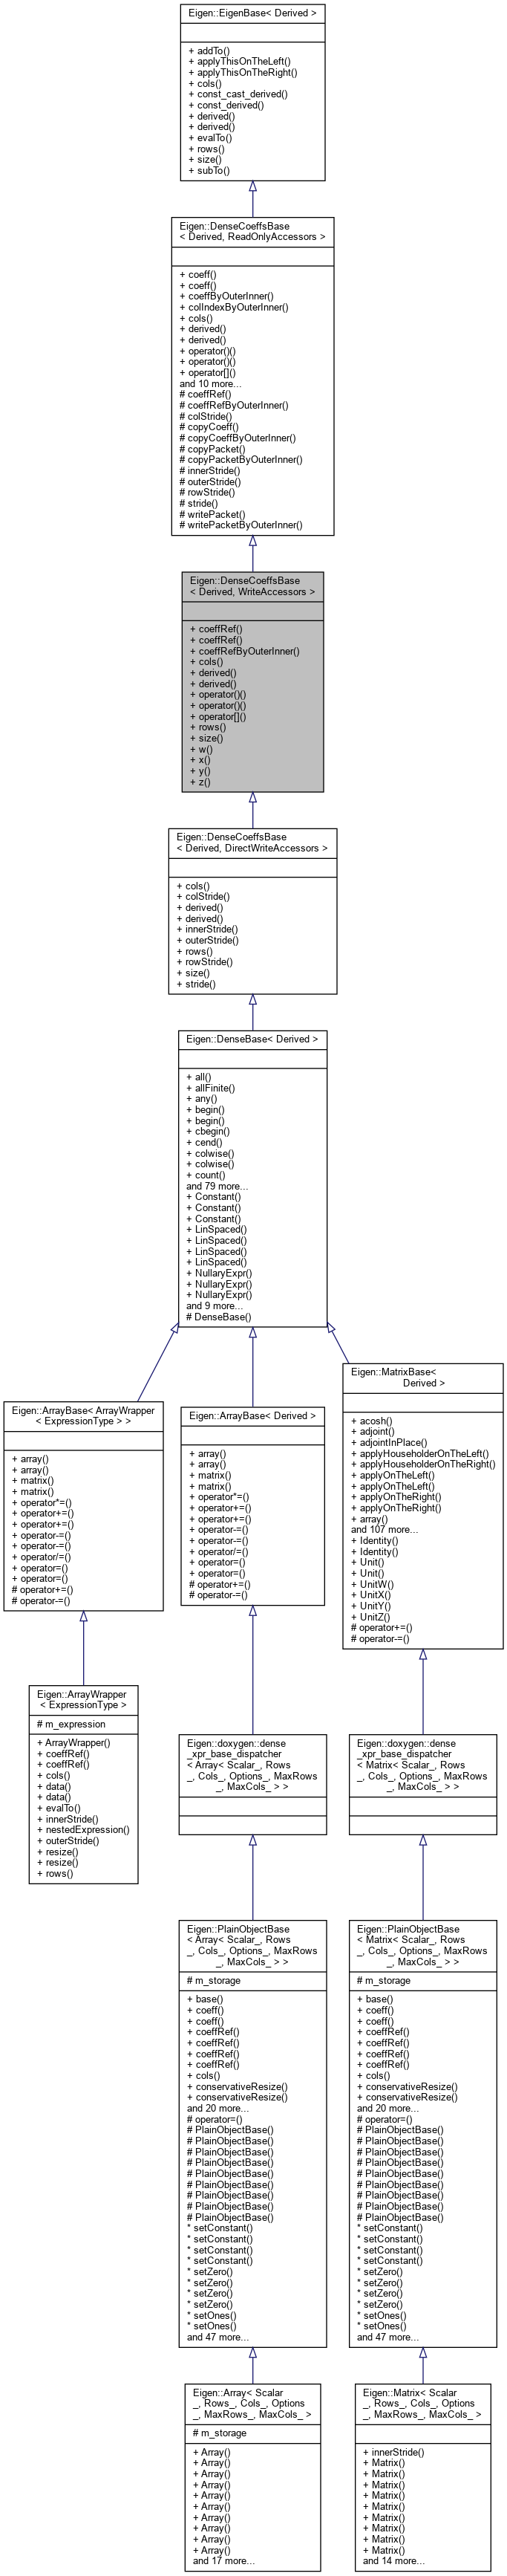 Eigen::EigenBase< Derived >
+ addTo()
+ applyThisOnTheLeft()
+ applyThisOnTheRight()
+ cols()
+ const_cast_derived()
+ const_derived()
+ derived()
+ derived()
+ evalTo()
+ rows()
+ size()
+ subTo()
Eigen::DenseCoeffsBase
< Derived, ReadOnlyAccessors >
+ coeff()
+ coeff()
+ coeffByOuterInner()
+ colIndexByOuterInner()
+ cols()
+ derived()
+ derived()
+ operator()()
+ operator()()
+ operator[]()
and 10 more...
# coeffRef()
# coeffRefByOuterInner()
# colStride()
# copyCoeff()
# copyCoeffByOuterInner()
# copyPacket()
# copyPacketByOuterInner()
# innerStride()
# outerStride()
# rowStride()
# stride()
# writePacket()
# writePacketByOuterInner()
Eigen::DenseCoeffsBase
< Derived, WriteAccessors >
+ coeffRef()
+ coeffRef()
+ coeffRefByOuterInner()
+ cols()
+ derived()
+ derived()
+ operator()()
+ operator()()
+ operator[]()
+ rows()
+ size()
+ w()
+ x()
+ y()
+ z()
Eigen::DenseCoeffsBase
< Derived, DirectWriteAccessors >
+ cols()
+ colStride()
+ derived()
+ derived()
+ innerStride()
+ outerStride()
+ rows()
+ rowStride()
+ size()
+ stride()
Eigen::DenseBase< Derived >
+ all()
+ allFinite()
+ any()
+ begin()
+ begin()
+ cbegin()
+ cend()
+ colwise()
+ colwise()
+ count()
and 79 more...
+ Constant()
+ Constant()
+ Constant()
+ LinSpaced()
+ LinSpaced()
+ LinSpaced()
+ LinSpaced()
+ NullaryExpr()
+ NullaryExpr()
+ NullaryExpr()
and 9 more...
# DenseBase()
Eigen::ArrayBase< ArrayWrapper
< ExpressionType > >
+ array()
+ array()
+ matrix()
+ matrix()
+ operator*=()
+ operator+=()
+ operator+=()
+ operator-=()
+ operator-=()
+ operator/=()
+ operator=()
+ operator=()
# operator+=()
# operator-=()
Eigen::ArrayBase< Derived >
+ array()
+ array()
+ matrix()
+ matrix()
+ operator*=()
+ operator+=()
+ operator+=()
+ operator-=()
+ operator-=()
+ operator/=()
+ operator=()
+ operator=()
# operator+=()
# operator-=()
Eigen::MatrixBase<
Derived >
+ acosh()
+ adjoint()
+ adjointInPlace()
+ applyHouseholderOnTheLeft()
+ applyHouseholderOnTheRight()
+ applyOnTheLeft()
+ applyOnTheLeft()
+ applyOnTheRight()
+ applyOnTheRight()
+ array()
and 107 more...
+ Identity()
+ Identity()
+ Unit()
+ Unit()
+ UnitW()
+ UnitX()
+ UnitY()
+ UnitZ()
# operator+=()
# operator-=()
Eigen::ArrayWrapper
< ExpressionType >
# m_expression
+ ArrayWrapper()
+ coeffRef()
+ coeffRef()
+ cols()
+ data()
+ data()
+ evalTo()
+ innerStride()
+ nestedExpression()
+ outerStride()
+ resize()
+ resize()
+ rows()
Eigen::doxygen::dense
_xpr_base_dispatcher
< Array< Scalar_, Rows
_, Cols_, Options_, MaxRows
_, MaxCols_ > >
Eigen::doxygen::dense
_xpr_base_dispatcher
< Matrix< Scalar_, Rows
_, Cols_, Options_, MaxRows
_, MaxCols_ > >
Eigen::PlainObjectBase
< Array< Scalar_, Rows
_, Cols_, Options_, MaxRows
_, MaxCols_ > >
# m_storage
+ base()
+ coeff()
+ coeff()
+ coeffRef()
+ coeffRef()
+ coeffRef()
+ coeffRef()
+ cols()
+ conservativeResize()
+ conservativeResize()
and 20 more...
# operator=()
# PlainObjectBase()
# PlainObjectBase()
# PlainObjectBase()
# PlainObjectBase()
# PlainObjectBase()
# PlainObjectBase()
# PlainObjectBase()
# PlainObjectBase()
# PlainObjectBase()
* setConstant()
* setConstant()
* setConstant()
* setConstant()
* setZero()
* setZero()
* setZero()
* setZero()
* setOnes()
* setOnes()
and 47 more...
Eigen::PlainObjectBase
< Matrix< Scalar_, Rows
_, Cols_, Options_, MaxRows
_, MaxCols_ > >
# m_storage
+ base()
+ coeff()
+ coeff()
+ coeffRef()
+ coeffRef()
+ coeffRef()
+ coeffRef()
+ cols()
+ conservativeResize()
+ conservativeResize()
and 20 more...
# operator=()
# PlainObjectBase()
# PlainObjectBase()
# PlainObjectBase()
# PlainObjectBase()
# PlainObjectBase()
# PlainObjectBase()
# PlainObjectBase()
# PlainObjectBase()
# PlainObjectBase()
* setConstant()
* setConstant()
* setConstant()
* setConstant()
* setZero()
* setZero()
* setZero()
* setZero()
* setOnes()
* setOnes()
and 47 more...
Eigen::Array< Scalar
_, Rows_, Cols_, Options
_, MaxRows_, MaxCols_ >
# m_storage
+ Array()
+ Array()
+ Array()
+ Array()
+ Array()
+ Array()
+ Array()
+ Array()
+ Array()
+ Array()
and 17 more...
Eigen::Matrix< Scalar
_, Rows_, Cols_, Options
_, MaxRows_, MaxCols_ >
+ innerStride()
+ Matrix()
+ Matrix()
+ Matrix()
+ Matrix()
+ Matrix()
+ Matrix()
+ Matrix()
+ Matrix()
+ Matrix()
and 14 more...